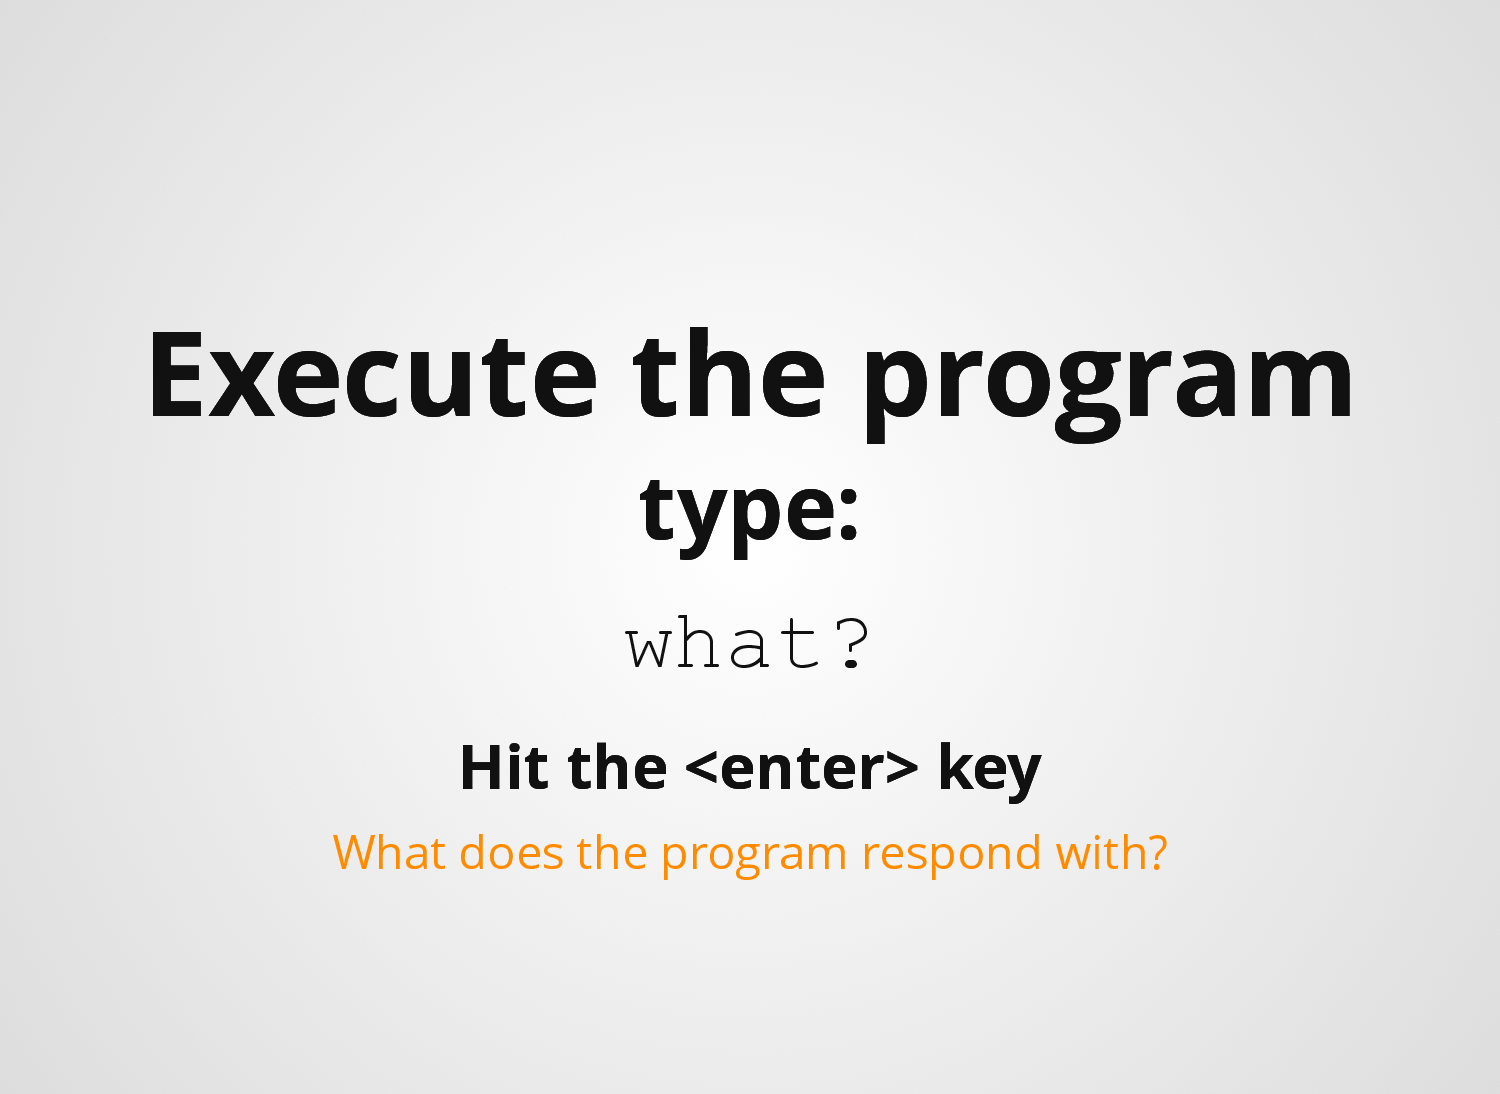 Execute the program
type:
what?
Hit the <enter> key
What does the program respond with?